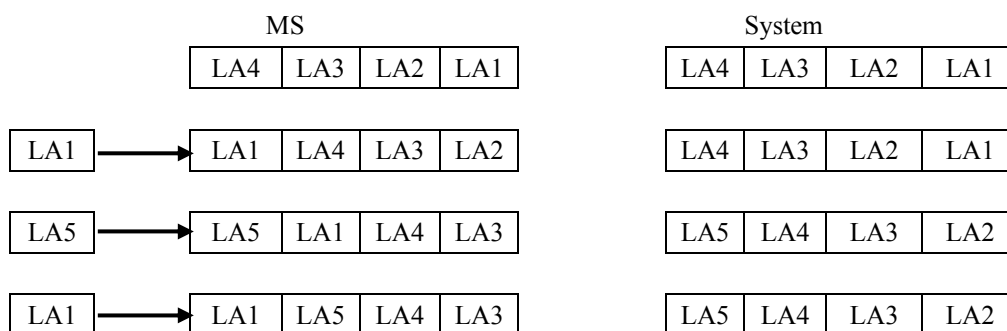 MS System
LA4 LA3 LA2 LA1 LA4 LA3 LA2 LA1
LA1 LA1 LA4 LA3 LA2 LA4 LA3 LA2 LA1
LA5 LA5 LA1 LA4 LA3 LA5 LA4 LA3 LA2
LA1 LA1 LA5 LA4 LA3 LA5 LA4 LA3 LA2